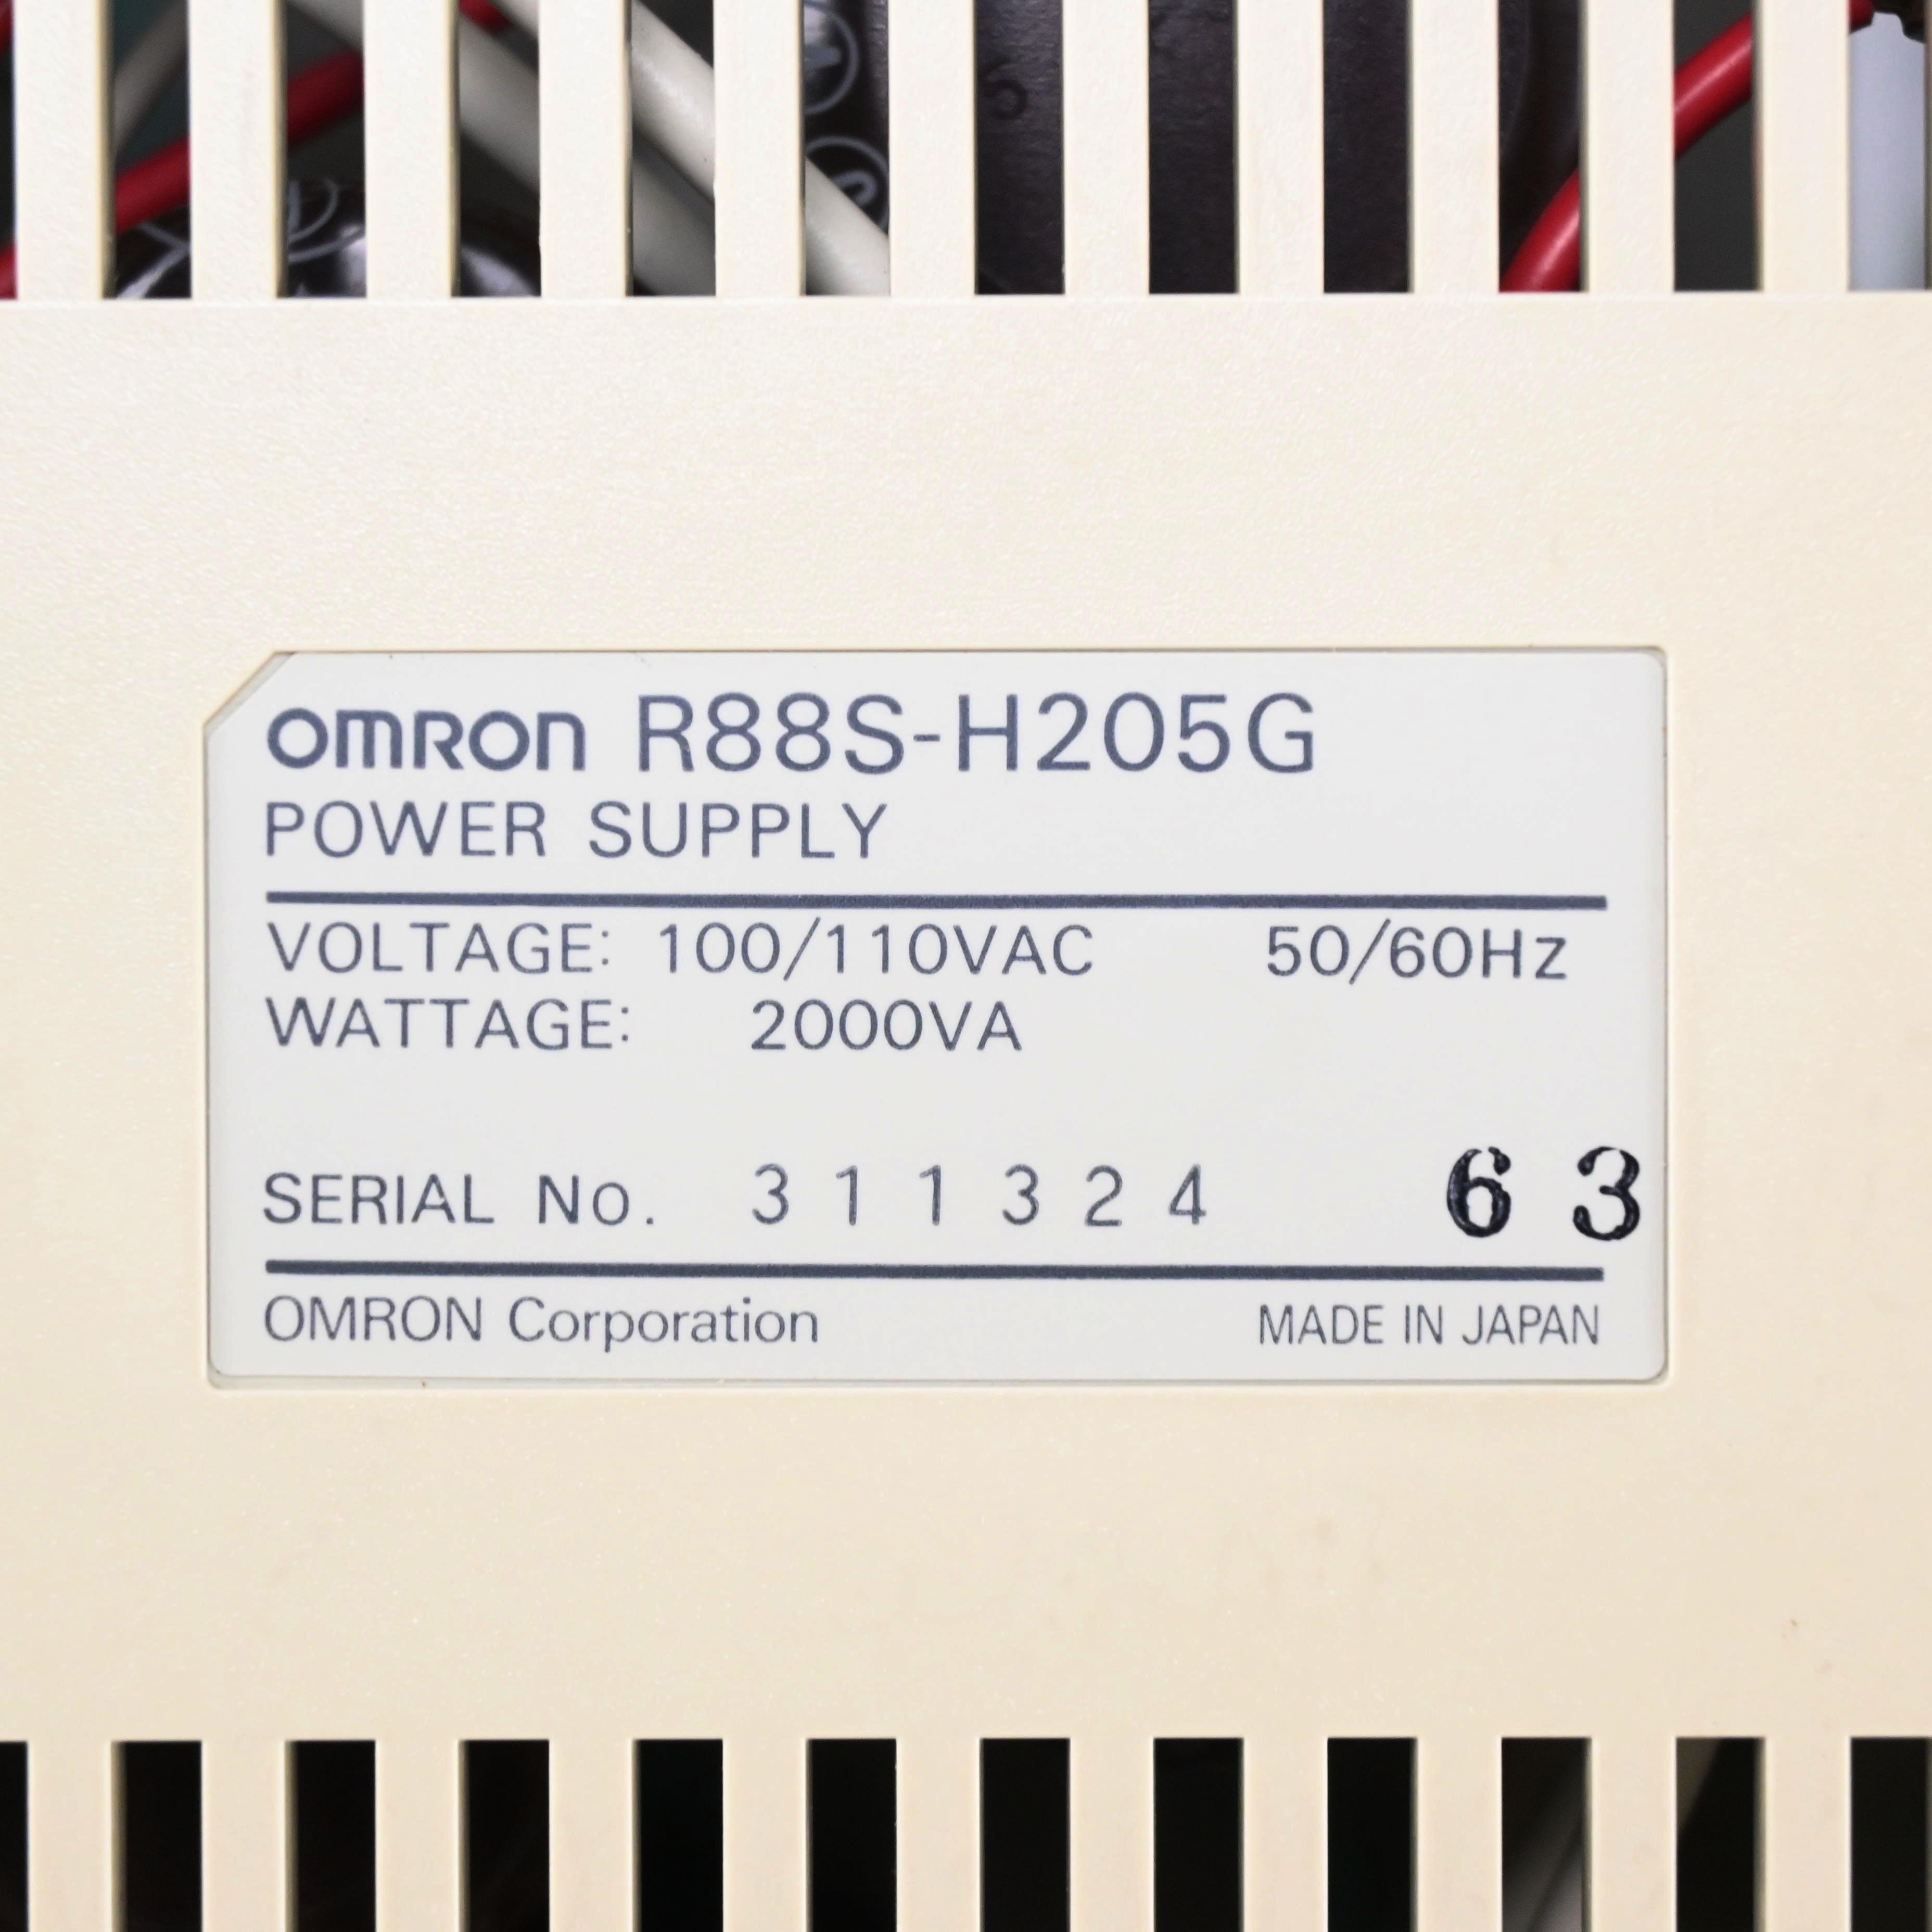 OMRON R88S-H205G
POWER SUPPLY
VOLTAGE: 100/110VAC 50/60Hz
WATTAGE: 2000VA
SERIAL No. 311324 63
OMRON Corporation MADE IN JAPAN